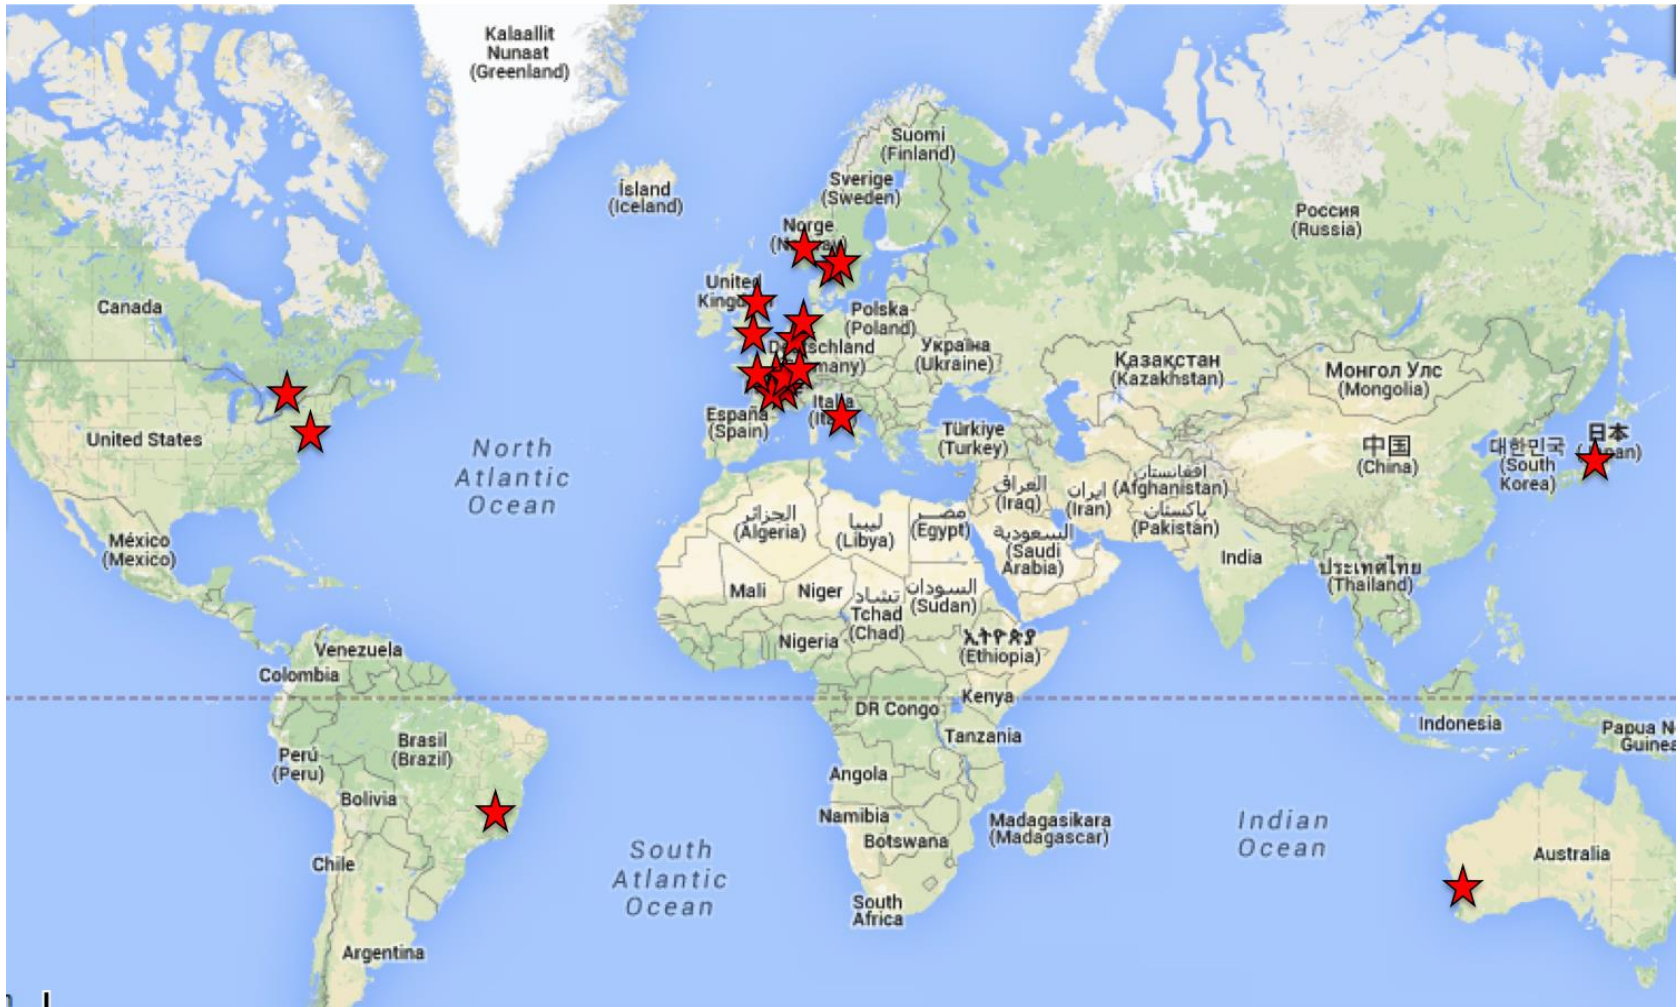 Kalaallit
Nunaat
(Greenland)
Suomi
(Finland)
Ísland
(Iceland)
Sverige
(Sweden)
Россия
(Russia)
Norge
United
Canada
Polska
(Poland)
Україна
(Ukraine)
Қазақстан
(Kazakhstan)
Монгол Улс
(Mongolia)
United States
España
(Spain)
Italia
Türkiye
(Turkey)
中国
(China)
대한민국
(South
Korea)
日本
North
Atlantic
Ocean
México
(Mexico)
الجزائر
(Algeria)
ليبيا
(Libya)
مصر
(Egypt)
العراق
(Iraq)
ایران
(Iran)
افغانستان
(Afghanistan)
پاکستان
(Pakistan)
السعودية
(Saudi
Arabia)
India
ประเทศไทย
(Thailand)
Mali
Niger
تشاد
Tchad
(Chad)
السودان
(Sudan)
Nigeria
ኢትዮጵያ
(Ethiopia)
Venezuela
Colombia
DR Congo
Kenya
Tanzania
Indonesia
Brasil
(Brazil)
Perú
(Peru)
Bolivia
Angola
Namibia
Botswana
Madagasikara
(Madagascar)
Indian
Ocean
Australia
Chile
South
Atlantic
Ocean
South
Africa
Argentina